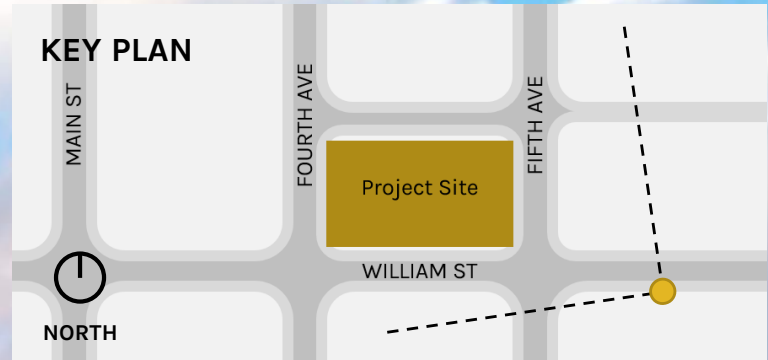 KEY PLAN
MAIN ST
FOURTH AVE
FIFTH AVE
Project Site
WILLIAM ST
NORTH